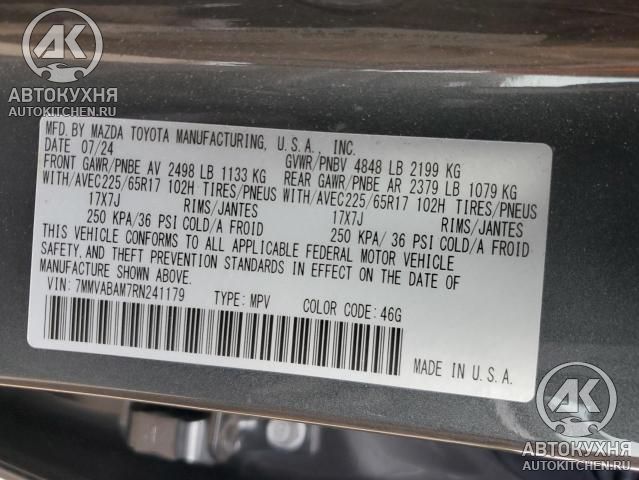 АК
АВТОКУХНЯ
AUTOKITCHEN.RU
MFD. BY MAZDA TOYOTA MANUFACTURING, U.S.A. INC.
DATE 07/24 GVWR/PNBV 4848 LB 2199 KG
FRONT GAWR/PNBE AV 2498 LB 1133 KG REAR GAWR/PNBE AR 2379 LB 1079 KG
WITH/AVEC225/65R17 102H TIRES/PNEUS WITH/AVEC225/65R17 102H TIRES/PNEUS
17X7J RIMS/JANTES 17X7J RIMS/JANTES
250 KPA/36 PSI COLD/A FROID 250 KPA/ 36 PSI COLD/A FROID
THIS VEHICLE CONFORMS TO ALL APPLICABLE FEDERAL MOTOR VEHICLE
SAFETY, AND THEFT PREVENTION STANDARDS IN EFFECT ON THE DATE OF
MANUFACTURE SHOWN ABOVE.
VIN: 7MMVABAM7RN241179 TYPE: MPV COLOR CODE: 46G
MADE IN U.S.A.
АК
АВТОКУХНЯ
AUTOKITCHEN.RU